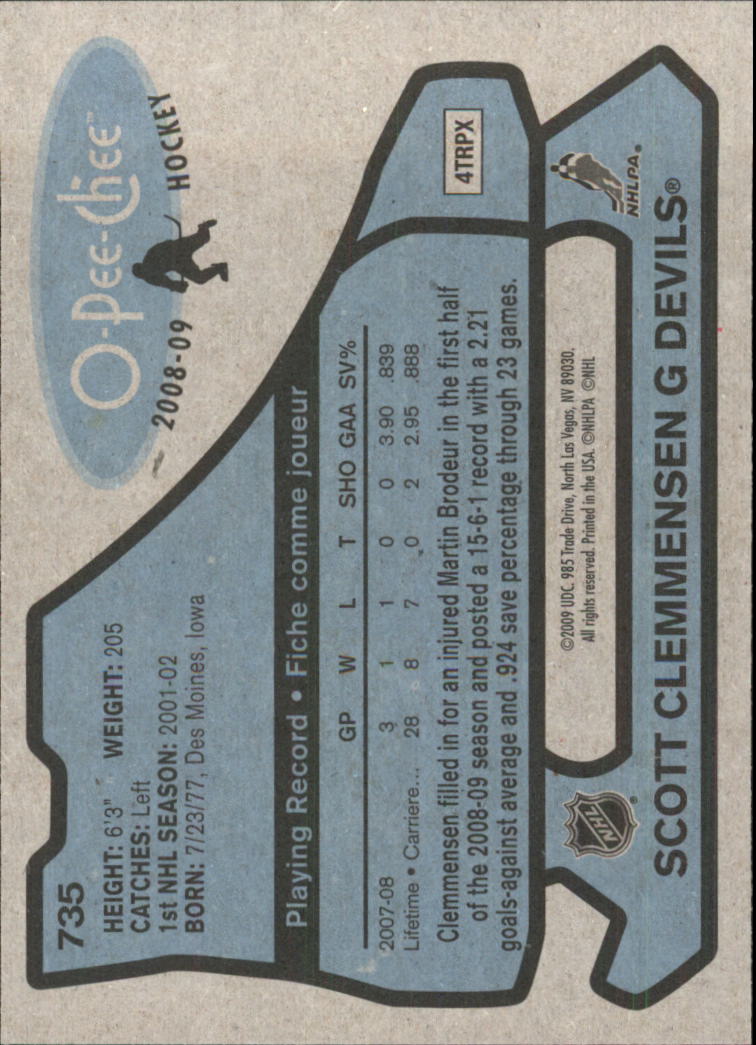 735
HEIGHT: 6'3" WEIGHT: 205
CATCHES: Left
1st NHL SEASON: 2001-02
BORN: 7/23/77, Des Moines, Iowa
O-Pee-Chee™
2008-09 HOCKEY
Playing Record • Fiche comme joueur
GP W L T SHO GAA SV%
2007-08 3 1 1 0 0 3.90 .839
Lifetime • Carriere... 28 8 7 0 2 2.95 .888
Clemmensen filled in for an injured Martin Brodeur in the first half
of the 2008-09 season and posted a 15-6-1 record with a 2.21
goals-against average and .924 save percentage through 23 games.
4TRPX
NHL®
©2009 UDC. 985 Trade Drive, North Las Vegas, NV 89030.
All rights reserved. Printed in the USA. ©NHLPA ©NHL
NHLPA®
SCOTT CLEMMENSEN G DEVILS®